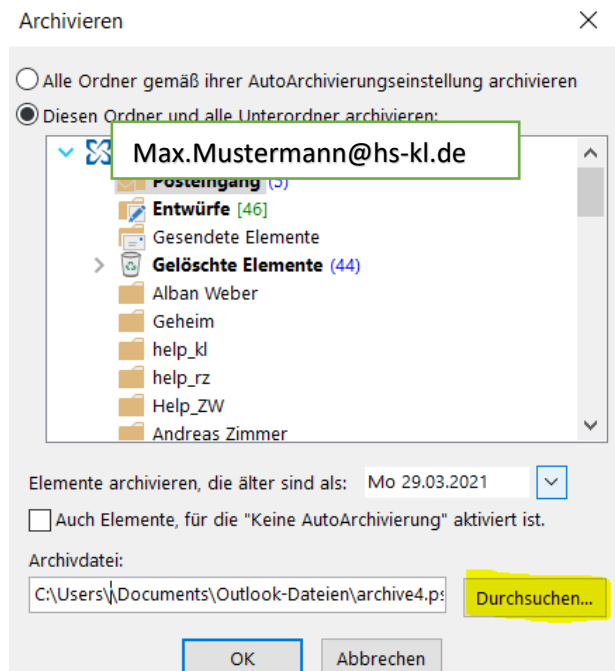 Archivieren
Alle Ordner gemäß ihrer AutoArchivierungseinstellung archivieren
Diesen Ordner und alle Unterordner archivieren:
Max.Mustermann@hs-kl.de
Posteingang (5)
Entwürfe [46]
Gesendete Elemente
Gelöschte Elemente (44)
Alban Weber
Geheim
help_kl
help_rz
Help_ZW
Andreas Zimmer
Elemente archivieren, die älter sind als: Mo 29.03.2021
Auch Elemente, für die "Keine AutoArchivierung" aktiviert ist.
Archivdatei:
C:\Users\\Documents\Outlook-Dateien\archive4.ps Durchsuchen...
OK Abbrechen